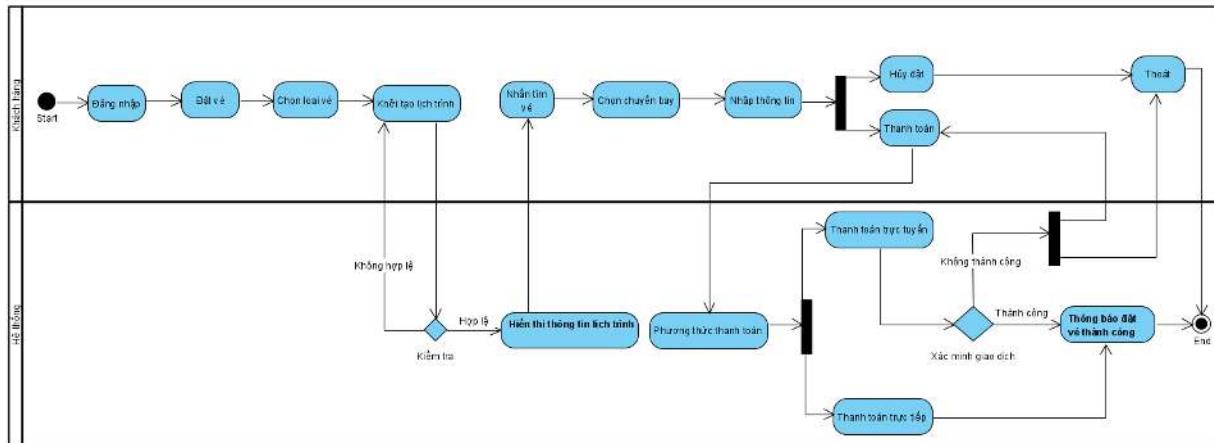 Khách hàng
Start
Đăng nhập
Đặt vé
Chọn loại vé
Khởi tạo lịch trình
Nhấn tìm
vé
Chọn chuyến bay
Nhập thông tin
Hủy đặt
Thanh toán
Thoát
Hệ thống
Không hợp lệ
Kiểm tra
Hợp lệ
Hiển thị thông tin lịch trình
Phương thức thanh toán
Thanh toán trực tuyến
Thanh toán trực tiếp
Không thành công
Xác minh giao dịch
Thành công
Thông báo đặt
vé thành công
End